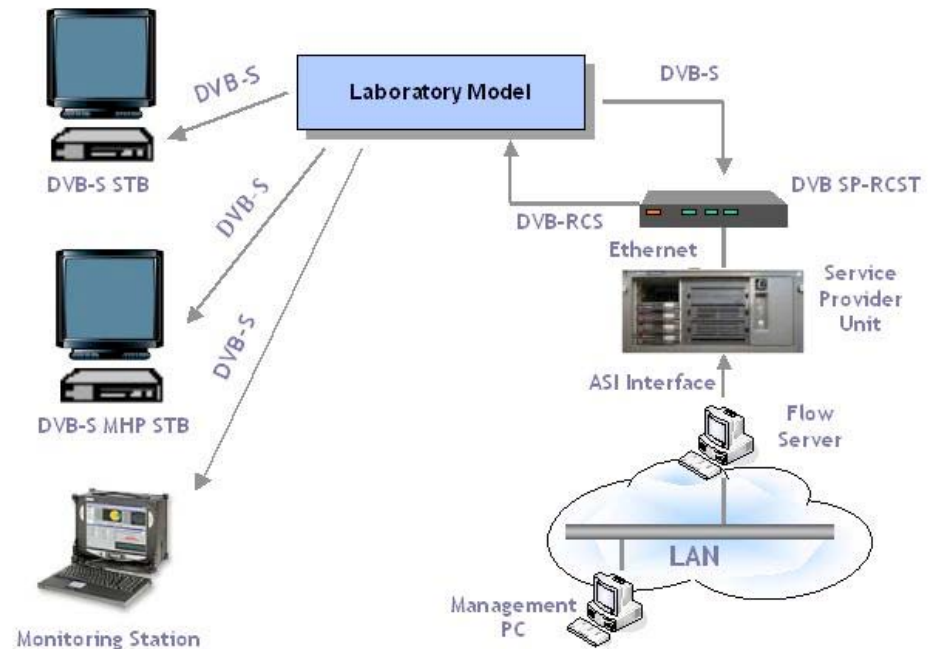 Laboratory Model
DVB-S
DVB-S
DVB-S STB
DVB-S
DVB-S MHP STB
DVB-S
Monitoring Station
DVB SP-RCST
DVB-RCS
Ethernet
Service
Provider
Unit
ASI Interface
Flow
Server
LAN
Management
PC